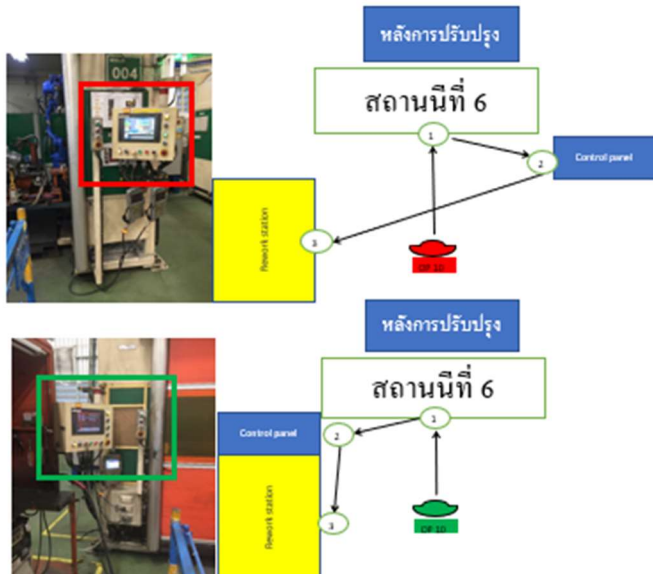 หลังการปรับปรุง
004
สถานนีที่ 6
1
2
Control panel
Rework station
3
OP 10
หลังการปรับปรุง
สถานนีที่ 6
1
Control panel
2
Rework station
3
OP 10